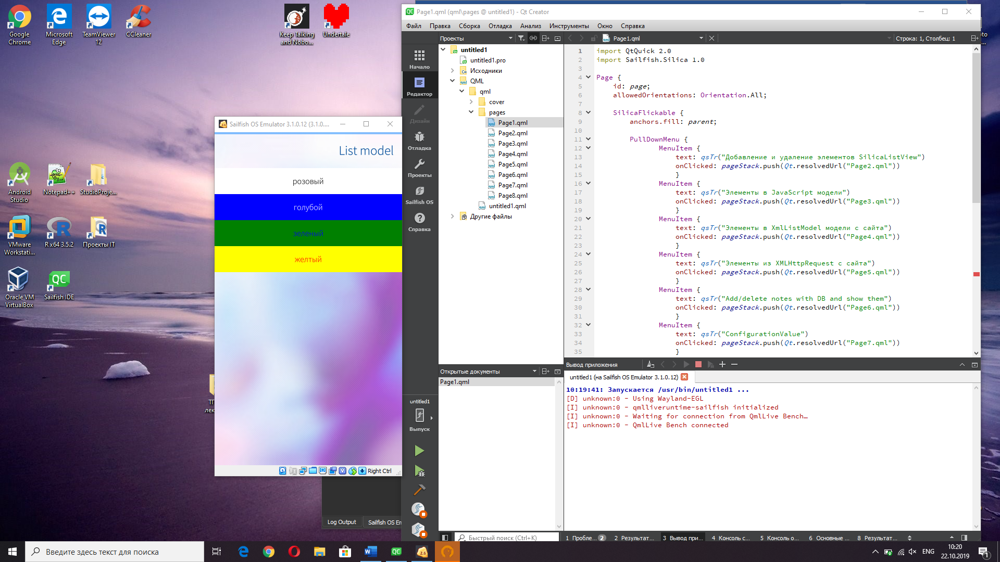 Google Chrome
Microsoft Edge
TeamViewer 12
CCleaner
Keep Talking and Nobo...
Undertale
Android Studio
Notepad++
StudioProje...
VMware Workstati...
R x64 3.5.2
Проекты IT
Oracle VM VirtualBox
Sailfish IDE
Sailfish OS Emulator 3.1.0.12 (3.1.0....
List model
розовый
голубой
зеленый
желтый
Right Ctrl
Log Output
Sailfish OS En
Page1.qml (qml\pages @ untitled1) - Qt Creator
Файл Правка Сборка Отладка Анализ Инструменты Окно Справка
Проекты
Page1.qml
Строка: 1, Столбец: 1
Начало
Редактор
Дизайн
Отладка
Проекты
Sailfish OS
Справка
untitled1
Выпуск
untitled1
untitled1.pro
Исходники
QML
qml
cover
pages
Page1.qml
Page2.qml
Page3.qml
Page4.qml
Page5.qml
Page6.qml
Page7.qml
Page8.qml
untitled1.qml
Другие файлы
Открытые документы
Page1.qml
1 import QtQuick 2.0
2 import Sailfish.Silica 1.0
3
4 Page {
5 id: page;
6 allowedOrientations: Orientation.All;
7
8 SilicaFlickable {
9 anchors.fill: parent;
10
11 PullDownMenu {
12 MenuItem {
13 text: qsTr("Добавление и удаление элементов SilicaListView")
14 onClicked: pageStack.push(Qt.resolvedUrl("Page2.qml"))
15 }
16 MenuItem {
17 text: qsTr("Элементы в JavaScript модели")
18 onClicked: pageStack.push(Qt.resolvedUrl("Page3.qml"))
19 }
20 MenuItem {
21 text: qsTr("Элементы в XmlListModel модели с сайта")
22 onClicked: pageStack.push(Qt.resolvedUrl("Page4.qml"))
23 }
24 MenuItem {
25 text: qsTr("Элементы из XMLHttpRequest с сайта")
26 onClicked: pageStack.push(Qt.resolvedUrl("Page5.qml"))
27 }
28 MenuItem {
29 text: qsTr("Add/delete notes with DB and show them")
30 onClicked: pageStack.push(Qt.resolvedUrl("Page6.qml"))
31 }
32 MenuItem {
33 text: qsTr("ConfigurationValue")
34 onClicked: pageStack.push(Qt.resolvedUrl("Page7.qml"))
35 }
Вывод приложения
untitled1 (на Sailfish OS Emulator 3.1.0.12)
10:19:41: Запускается /usr/bin/untitled1 ...
[D] unknown:0 - Using Wayland-EGL
[I] unknown:0 - qmlliveruntime-sailfish initialized
[I] unknown:0 - Waiting for connection from QmlLive Bench…
[I] unknown:0 - QmlLive Bench connected
Быстрый поиск (Ctrl+K)
1 Пробле... 2
2 Результат...
3 Вывод при...
4 Консоль с...
5 Консоль о...
6 Основные ...
8 Результат...
Введите здесь текст для поиска
ENG
10:20
22.10.2019